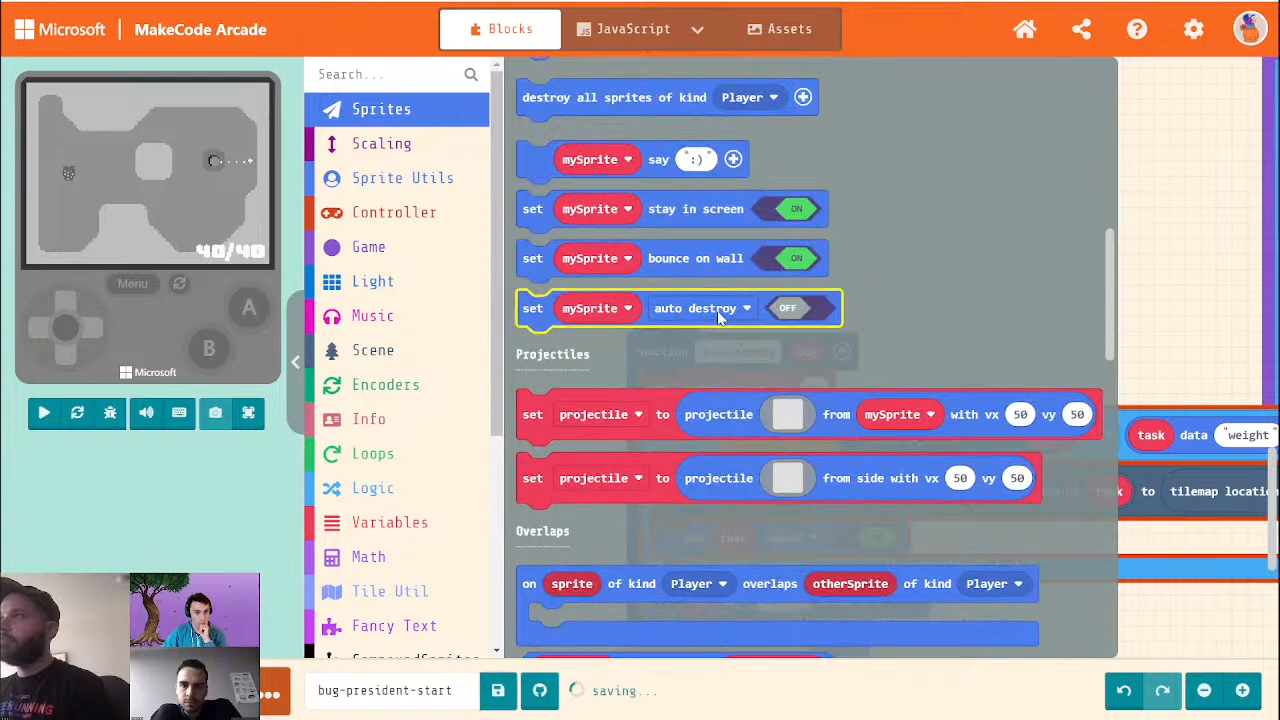 Microsoft | MakeCode Arcade
Blocks
JavaScript
Assets
Search...
Sprites
Scaling
Sprite Utils
Controller
Game
Light
Music
Scene
Encoders
Info
Loops
Logic
Variables
Math
Tile Util
Fancy Text
40/40
Menu
A
B
Microsoft
destroy all sprites of kind Player
mySprite say ":)"
set mySprite stay in screen ON
set mySprite bounce on wall ON
set mySprite auto destroy OFF
Projectiles
set projectile to projectile from mySprite with vx 50 vy 50
set projectile to projectile from side with vx 50 vy 50
Overlaps
on sprite of kind Player overlaps otherSprite of kind Player
task data "weight
to tilemap locatio
bug-president-start
saving...